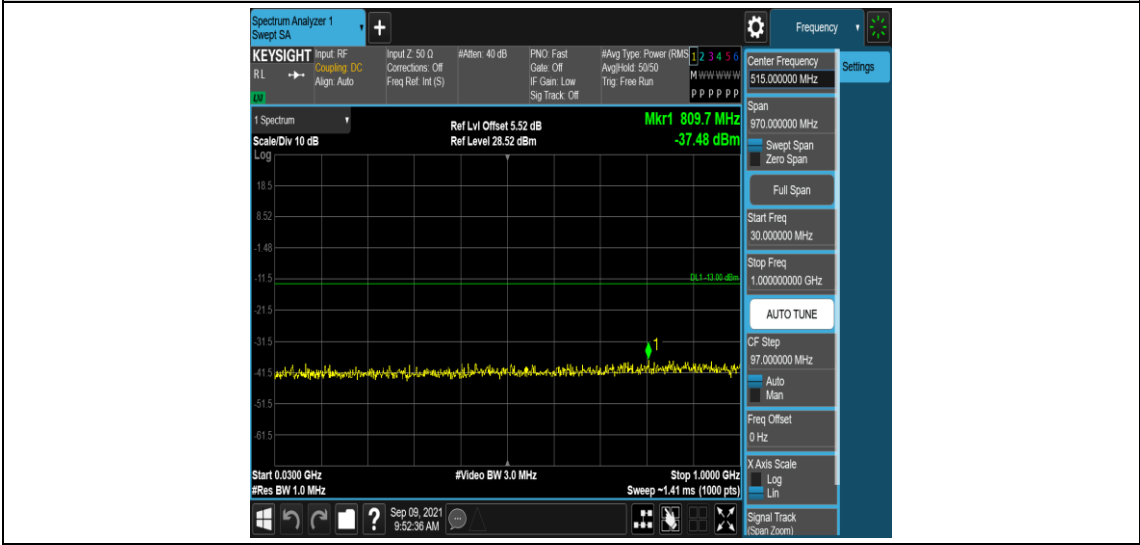 Spectrum Analyzer 1
Swept SA
+
Frequency
KEYSIGHT
RL
LNI
Input: RF
Coupling: DC
Align: Auto
Input Z: 50 Ω
Corrections: Off
Freq Ref: Int (S)
#Atten: 40 dB
PNO: Fast
Gate: Off
IF Gain: Low
Sig Track: Off
#Avg Type: Power (RMS
Avg|Hold: 50/50
Trig: Free Run
1 2 3 4 5 6
M W W W W W
P P P P P P
1 Spectrum
Scale/Div 10 dB
Log
Ref Lvl Offset 5.52 dB
Ref Level 28.52 dBm
Mkr1 809.7 MHz
-37.48 dBm
18.5
8.52
-1.48
-11.5
DL1 -13.00 dBm
-21.5
-31.5
1
-41.5
-51.5
-61.5
Start 0.0300 GHz
#Res BW 1.0 MHz
#Video BW 3.0 MHz
Stop 1.0000 GHz
Sweep ~1.41 ms (1000 pts)
Center Frequency
515.000000 MHz
Settings
Span
970.000000 MHz
Swept Span
Zero Span
Full Span
Start Freq
30.000000 MHz
Stop Freq
1.000000000 GHz
AUTO TUNE
CF Step
97.000000 MHz
Auto
Man
Freq Offset
0 Hz
X Axis Scale
Log
Lin
Signal Track
(Span Zoom)
?
Sep 09, 2021
9:52:36 AM